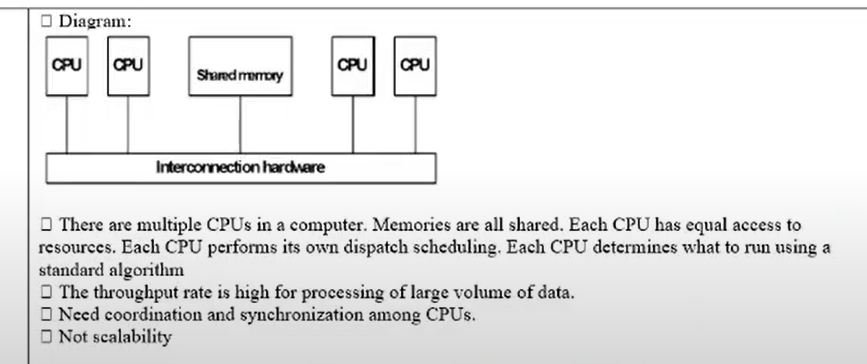 ☐ Diagram:
CPU CPU Shared memory CPU CPU
Interconnection hardware
☐ There are multiple CPUs in a computer. Memories are all shared. Each CPU has equal access to
resources. Each CPU performs its own dispatch scheduling. Each CPU determines what to run using a
standard algorithm
☐ The throughput rate is high for processing of large volume of data.
☐ Need coordination and synchronization among CPUs.
☐ Not scalability